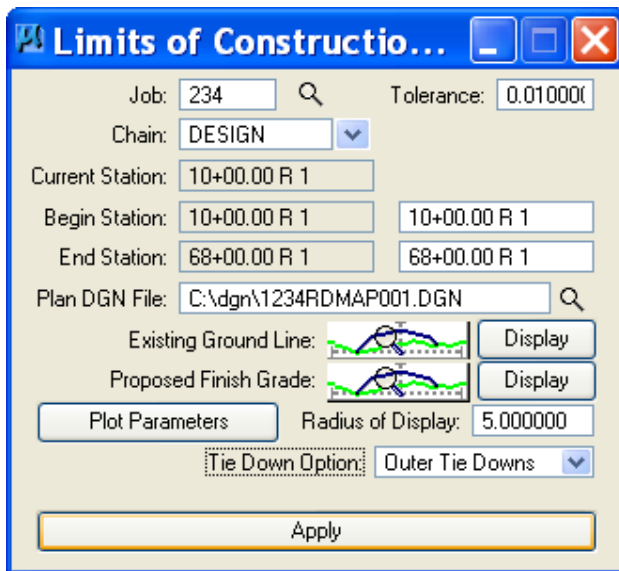 Limits of Constructio...
Job: 234 Tolerance: 0.01000(
Chain: DESIGN
Current Station: 10+00.00 R 1
Begin Station: 10+00.00 R 1 10+00.00 R 1
End Station: 68+00.00 R 1 68+00.00 R 1
Plan DGN File: C:\dgn\1234RDMAP001.DGN
Existing Ground Line: Display
Proposed Finish Grade: Display
Plot Parameters Radius of Display: 5.000000
Tie Down Option: Outer Tie Downs
Apply